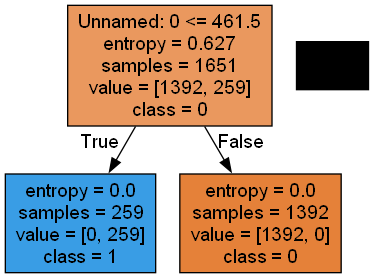 Unnamed: 0 <= 461.5
entropy = 0.627
samples = 1651
value = [1392, 259]
class = 0
True
False
entropy = 0.0
samples = 259
value = [0, 259]
class = 1
entropy = 0.0
samples = 1392
value = [1392, 0]
class = 0